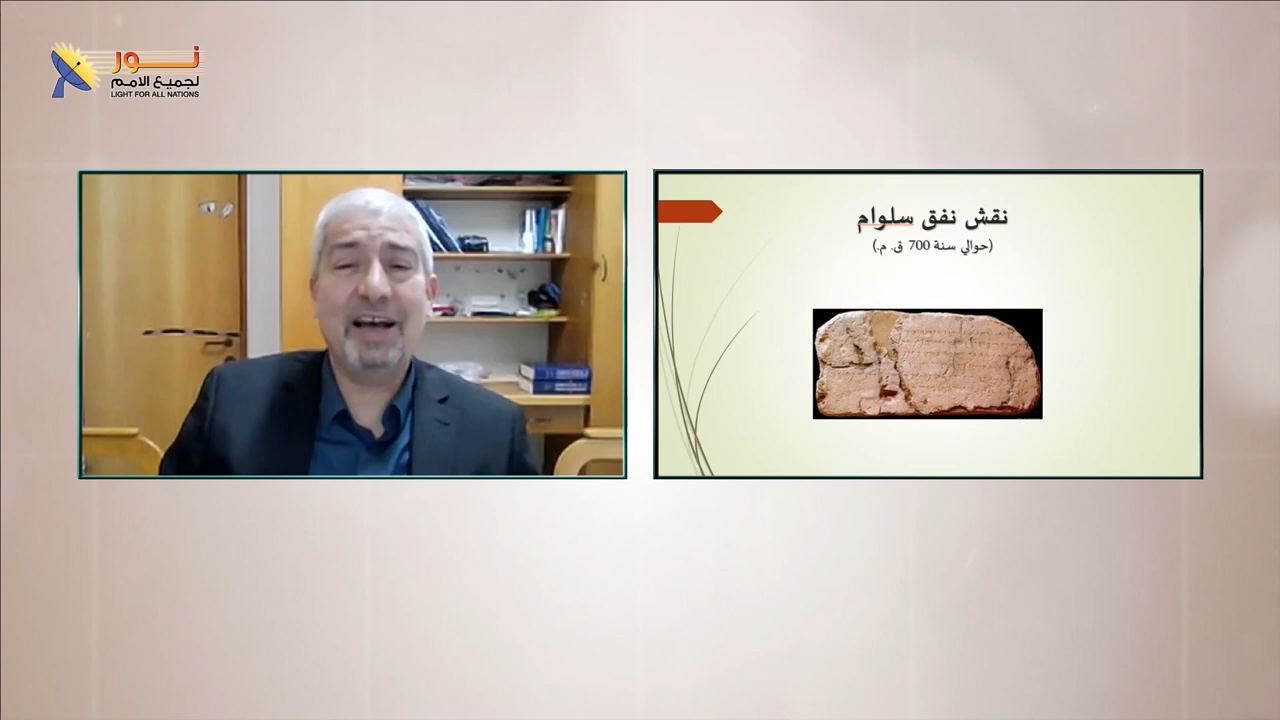 نور
لجميع الامم
LIGHT FOR ALL NATIONS
نقش نفق سلوام
(حوالي سنة 700 ق. م.)